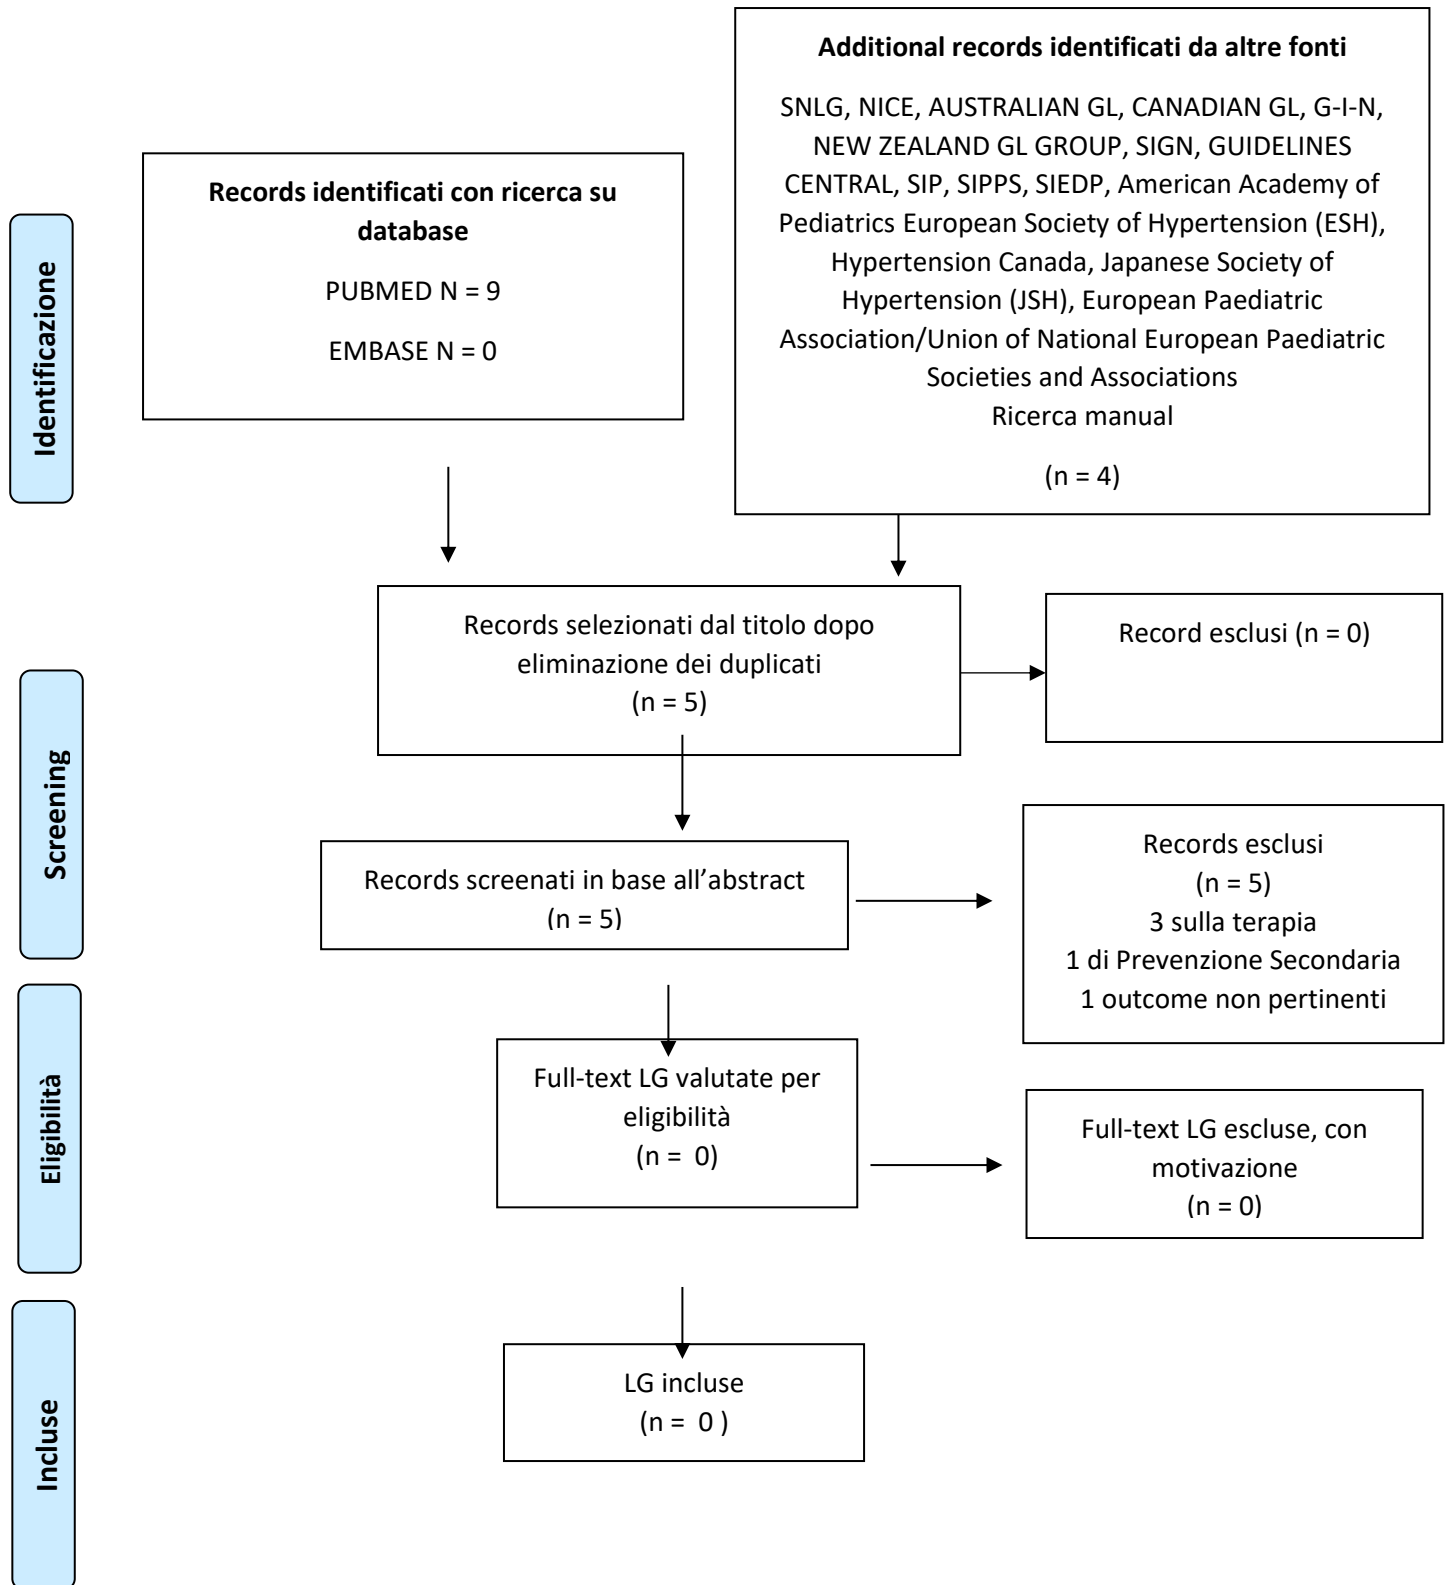 Additional records identificati da altre fonti
SNLG, NICE, AUSTRALIAN GL, CANADIAN GL, G-I-N,
NEW ZEALAND GL GROUP, SIGN, GUIDELINES
CENTRAL, SIP, SIPPS, SIEDP, American Academy of
Pediatrics European Society of Hypertension (ESH),
Hypertension Canada, Japanese Society of
Hypertension (JSH), European Paediatric
Association/Union of National European Paediatric
Societies and Associations
Ricerca manual
(n = 4)
Records identificati con ricerca su
database
PUBMED N = 9
EMBASE N = 0
Identificazione
Records selezionati dal titolo dopo
eliminazione dei duplicati
(n = 5)
Record esclusi (n = 0)
Screening
Records screenati in base all’abstract
(n = 5)
Records esclusi
(n = 5)
3 sulla terapia
1 di Prevenzione Secondaria
1 outcome non pertinenti
Eligibilità
Full-text LG valutate per
eligibilità
(n = 0)
Full-text LG escluse, con
motivazione
(n = 0)
Incluse
LG incluse
(n = 0 )